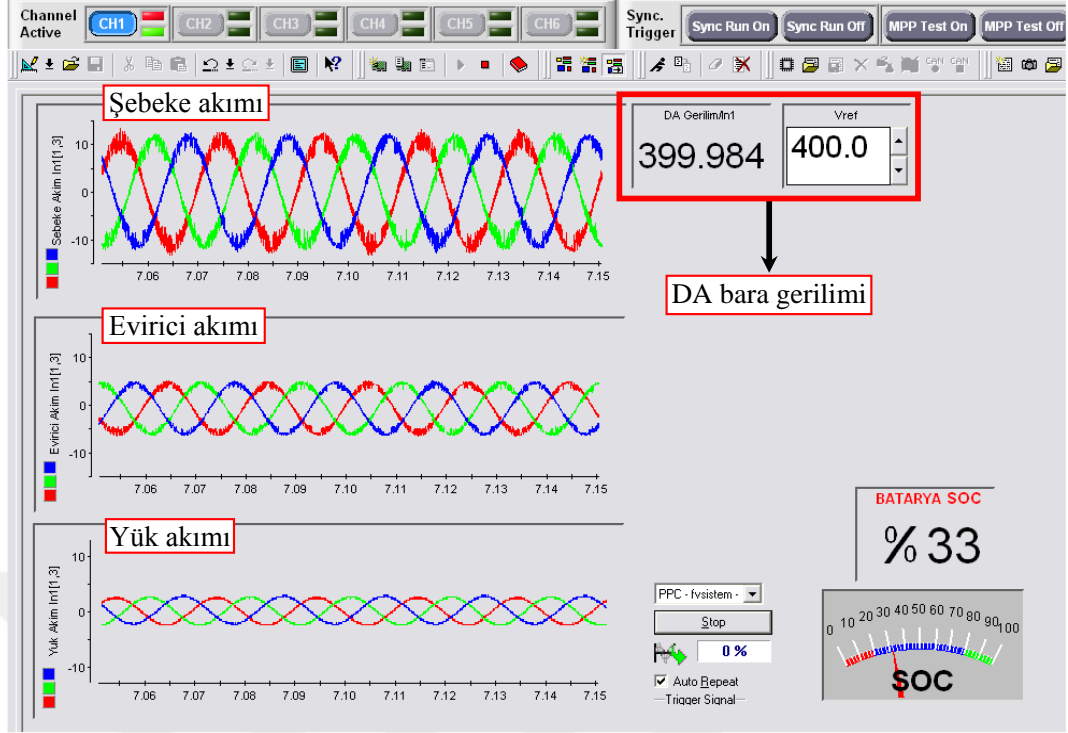 Channel Active CH1 CH2 CH3 CH4 CH5 CH6 Sync. Trigger Sync Run On Sync Run Off MPP Test On MPP Test Off
CAN CAN
Şebeke akımı
Sebeke Akim In1[1,3]
10
0
-10
7.06 7.07 7.08 7.09 7.10 7.11 7.12 7.13 7.14 7.15
DA Gerilim/In1
399.984
Vref
400.0
DA bara gerilimi
Evirici akımı
Evirici Akim In1[1,3]
10
0
-10
7.06 7.07 7.08 7.09 7.10 7.11 7.12 7.13 7.14 7.15
BATARYA SOC
%33
Yük akımı
Yuk Akim In1[1,3]
10
0
-10
7.06 7.07 7.08 7.09 7.10 7.11 7.12 7.13 7.14 7.15
PPC - fvsistem -
Stop
0 %
Auto Repeat
Trigger Signal
0 10 20 30 40 50 60 70 80 90 100
SOC